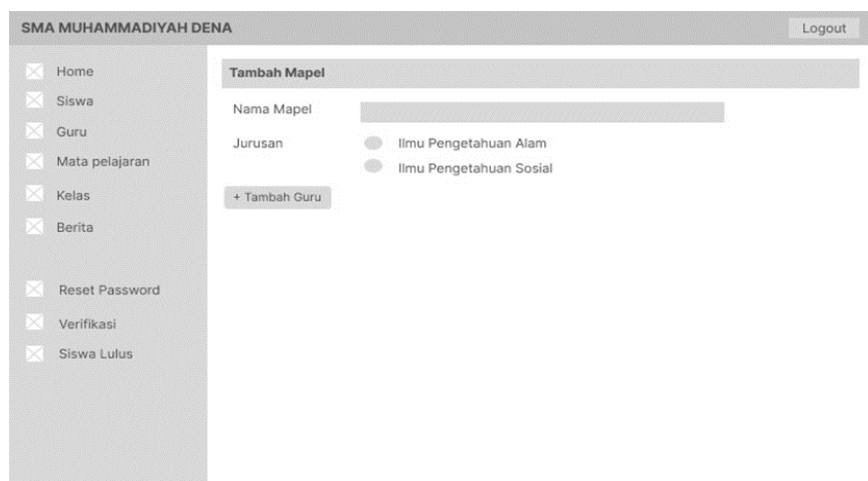 SMA MUHAMMADIYAH DENA
Logout
Home
Siswa
Guru
Mata pelajaran
Kelas
Berita
Reset Password
Verifikasi
Siswa Lulus
Tambah Mapel
Nama Mapel
Jurusan
Ilmu Pengetahuan Alam
Ilmu Pengetahuan Sosial
+ Tambah Guru